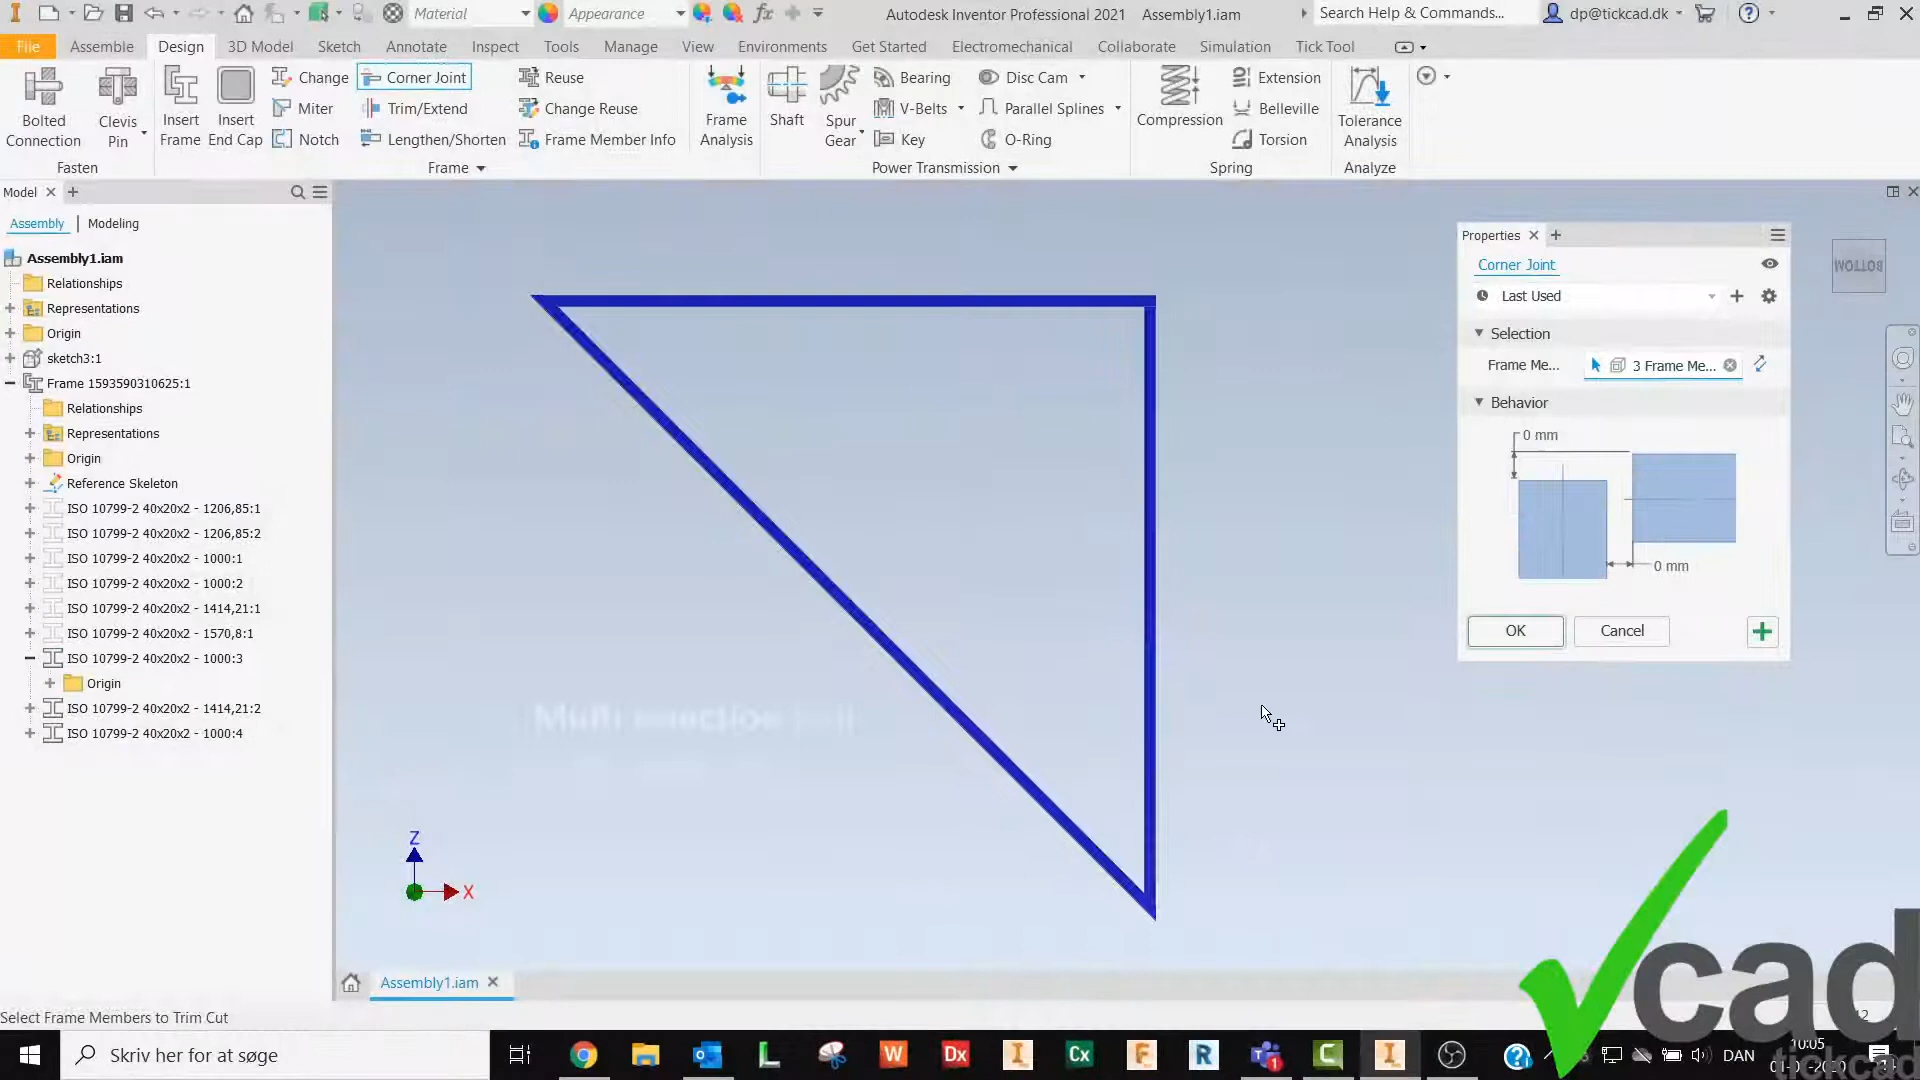 Material
Appearance
Autodesk Inventor Professional 2021 Assembly1.iam
Search Help & Commands...
dp@tickcad.dk
File
Assemble
Design
3D Model
Sketch
Annotate
Inspect
Tools
Manage
View
Environments
Get Started
Electromechanical
Collaborate
Simulation
Tick Tool
Bolted Connection
Clevis Pin
Fasten
Insert Frame
Insert End Cap
Change
Miter
Notch
Corner Joint
Trim/Extend
Lengthen/Shorten
Reuse
Change Reuse
Frame Member Info
Frame
Frame Analysis
Shaft
Spur Gear
Bearing
V-Belts
Key
Disc Cam
Parallel Splines
O-Ring
Power Transmission
Compression
Extension
Belleville
Torsion
Spring
Tolerance Analysis
Analyze
Model
Assembly
Modeling
Assembly1.iam
Relationships
Representations
Origin
sketch3:1
Frame 1593590310625:1
Relationships
Representations
Origin
Reference Skeleton
ISO 10799-2 40x20x2 - 1206,85:1
ISO 10799-2 40x20x2 - 1206,85:2
ISO 10799-2 40x20x2 - 1000:1
ISO 10799-2 40x20x2 - 1000:2
ISO 10799-2 40x20x2 - 1414,21:1
ISO 10799-2 40x20x2 - 1570,8:1
ISO 10799-2 40x20x2 - 1000:3
Origin
ISO 10799-2 40x20x2 - 1414,21:2
ISO 10799-2 40x20x2 - 1000:4
Properties
Corner Joint
Last Used
Selection
Frame Me...
3 Frame Me...
Behavior
0 mm
0 mm
OK
Cancel
BOTTOM
Multi selection
Z
X
Assembly1.iam
Select Frame Members to Trim Cut
cad
12
Skriv her for at søge
DAN
10:05
tickcad